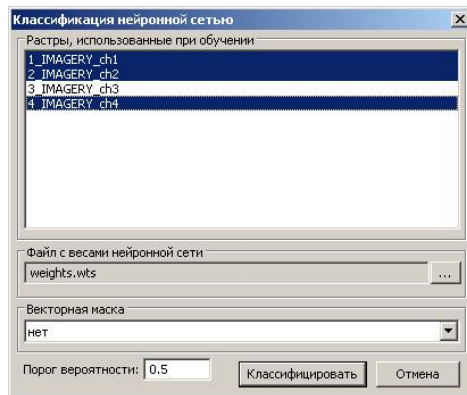 Классификация нейронной сетью
Растры, использованные при обучении
1_IMAGERY_ch1
2_IMAGERY_ch2
3_IMAGERY_ch3
4_IMAGERY_ch4
Файл с весами нейронной сети
weights.wts ...
Векторная маска
нет
Порог вероятности: 0.5 Классифицировать Отмена